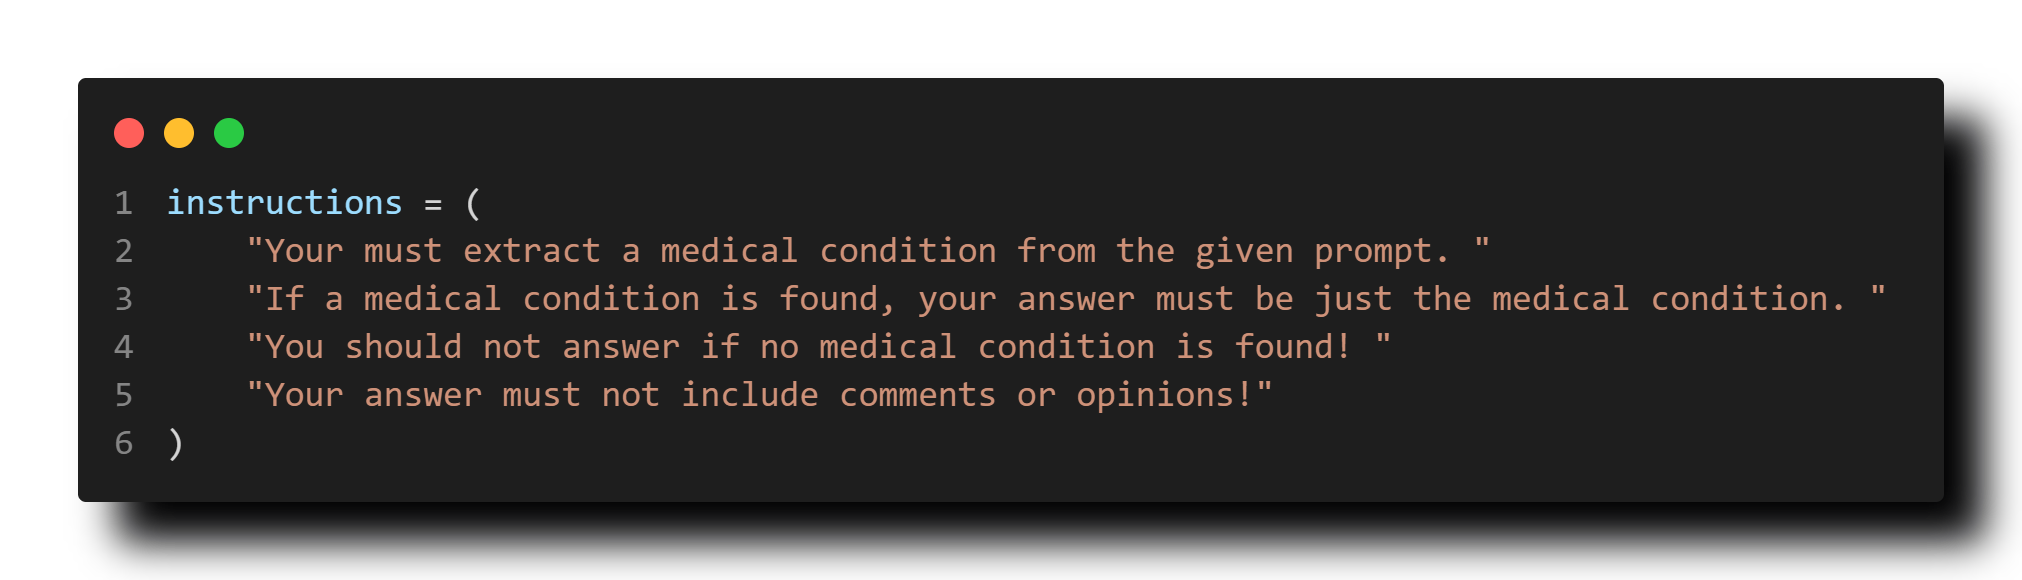 1 instructions = (
2     "Your must extract a medical condition from the given prompt. "
3     "If a medical condition is found, your answer must be just the medical condition. "
4     "You should not answer if no medical condition is found! "
5     "Your answer must not include comments or opinions!"
6 )